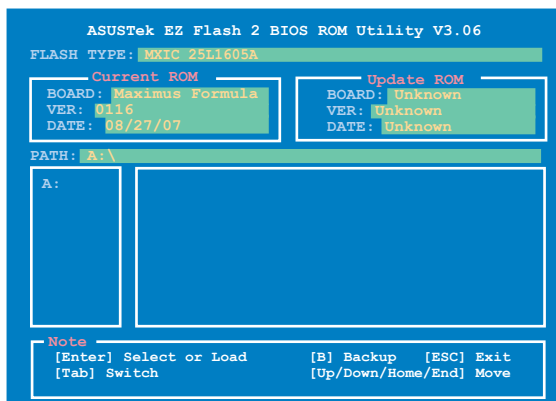 ASUSTek EZ Flash 2 BIOS ROM Utility V3.06
FLASH TYPE: MXIC 25L1605A
Current ROM
BOARD: Maximus Formula
VER: 0116
DATE: 08/27/07
Update ROM
BOARD: Unknown
VER: Unknown
DATE: Unknown
PATH: A:\
A:
Note
[Enter] Select or Load [B] Backup [ESC] Exit
[Tab] Switch [Up/Down/Home/End] Move